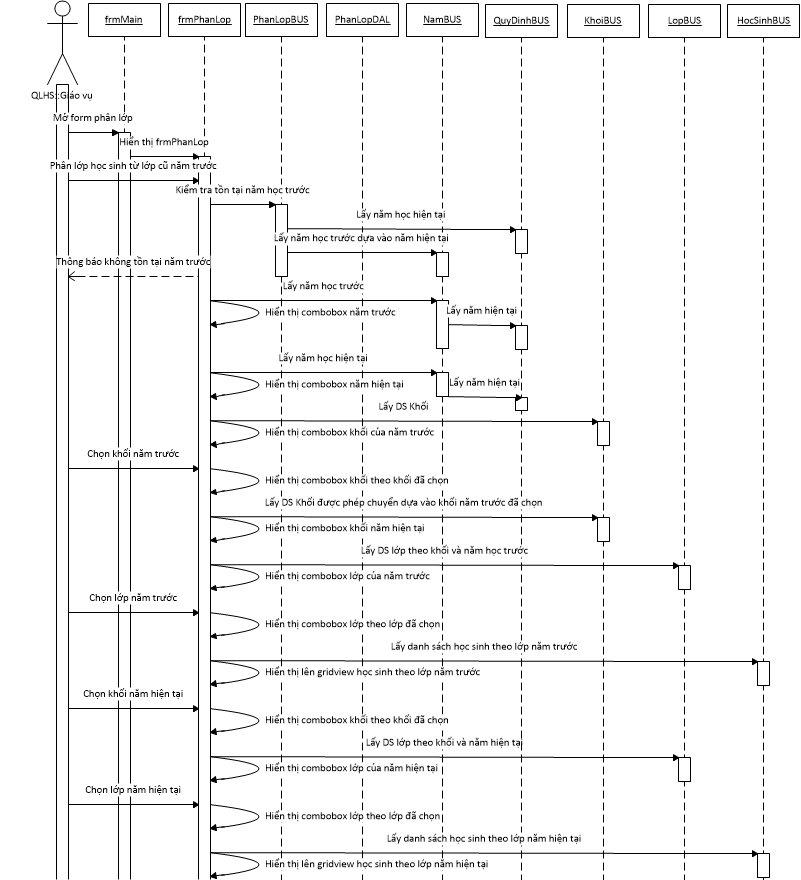 frmMain
frmPhanLop
PhanLopBUS
PhanLopDAL
NamBUS
QuyDinhBUS
KhoiBUS
LopBUS
HocSinhBUS
QLHS::Giáo vụ
Mở form phân lớp
Hiển thị frmPhanLop
Phân lớp học sinh từ lớp cũ năm trước
Kiểm tra tồn tại năm học trước
Lấy năm học hiện tại
Lấy năm học trước dựa vào năm hiện tại
Thông báo không tồn tại năm trước
Lấy năm học trước
Hiển thị combobox năm trước
Lấy năm hiện tại
Lấy năm học hiện tại
Hiển thị combobox năm hiện tại
Lấy năm hiện tại
Lấy DS Khối
Hiển thị combobox khối của năm trước
Chọn khối năm trước
Hiển thị combobox khối theo khối đã chọn
Lấy DS Khối được phép chuyển dựa vào khối năm trước đã chọn
Hiển thị combobox khối năm hiện tại
Lấy DS lớp theo khối và năm học trước
Hiển thị combobox lớp của năm trước
Chọn lớp năm trước
Hiển thị combobox lớp theo lớp đã chọn
Lấy danh sách học sinh theo lớp năm trước
Hiển thị lên gridview học sinh theo lớp năm trước
Chọn khối năm hiện tại
Hiển thị combobox khối theo khối đã chọn
Lấy DS lớp theo khối và năm hiện tại
Hiển thị combobox lớp của năm hiện tại
Chọn lớp năm hiện tại
Hiển thị combobox lớp theo lớp đã chọn
Lấy danh sách học sinh theo lớp năm hiện tại
Hiển thị lên gridview học sinh theo lớp năm hiện tại